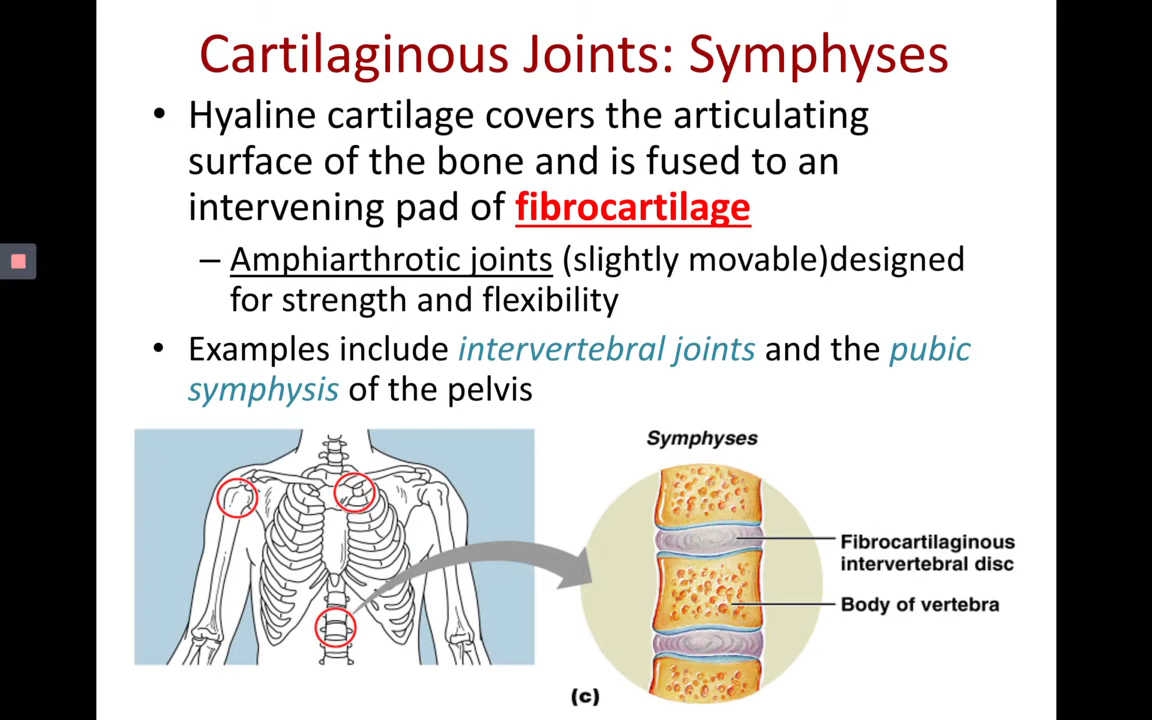 Cartilaginous Joints: Symphyses
• Hyaline cartilage covers the articulating
surface of the bone and is fused to an
intervening pad of fibrocartilage
– Amphiarthrotic joints (slightly movable)designed
for strength and flexibility
• Examples include intervertebral joints and the pubic
symphysis of the pelvis
Symphyses
Fibrocartilaginous
intervertebral disc
Body of vertebra
(c)